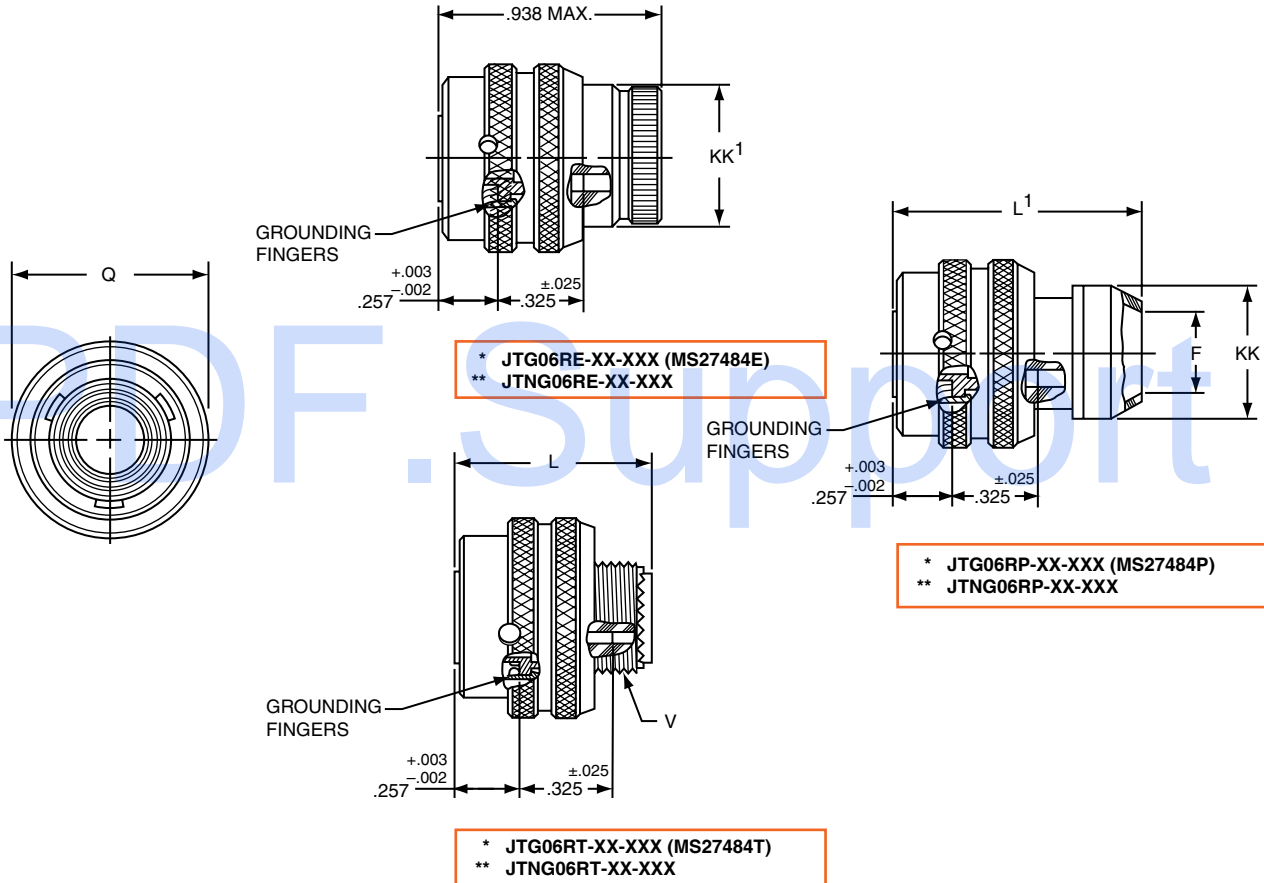 .938 MAX.
KK1
GROUNDING
FINGERS
+.003
–.002
.257
±.025
.325
* JTG06RE-XX-XXX (MS27484E)
** JTNG06RE-XX-XXX
Q
L1
F
KK
GROUNDING
FINGERS
+.003
–.002
.257
±.025
.325
* JTG06RP-XX-XXX (MS27484P)
** JTNG06RP-XX-XXX
L
GROUNDING
FINGERS
V
+.003
–.002
.257
±.025
.325
* JTG06RT-XX-XXX (MS27484T)
** JTNG06RT-XX-XXX
PDF.Support